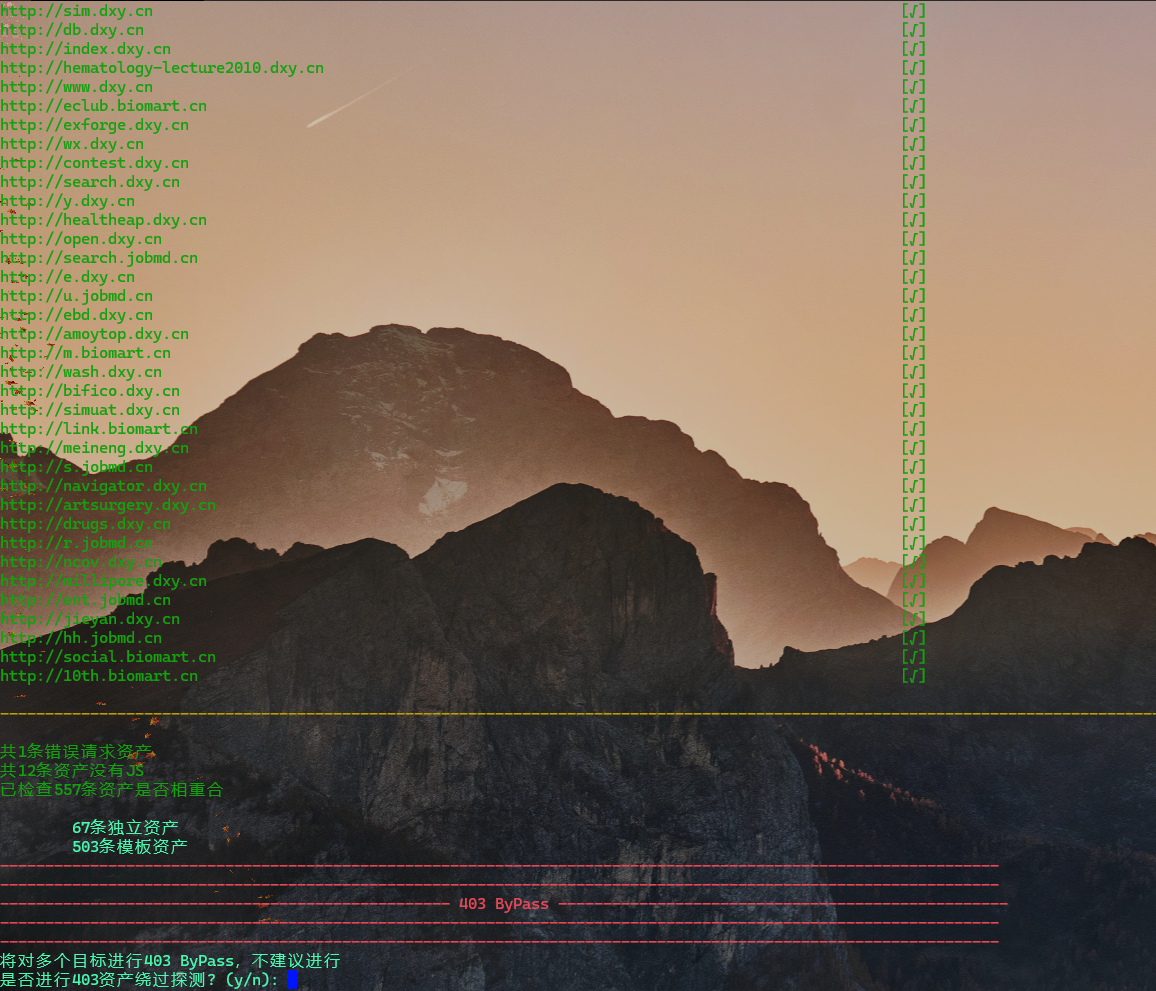 http://sim.dxy.cn [√]
http://db.dxy.cn [√]
http://index.dxy.cn [√]
http://hematology-lecture2010.dxy.cn [√]
http://www.dxy.cn [√]
http://eclub.biomart.cn [√]
http://exforge.dxy.cn [√]
http://wx.dxy.cn [√]
http://contest.dxy.cn [√]
http://search.dxy.cn [√]
http://y.dxy.cn [√]
http://healtheap.dxy.cn [√]
http://open.dxy.cn [√]
http://search.jobmd.cn [√]
http://e.dxy.cn [√]
http://u.jobmd.cn [√]
http://ebd.dxy.cn [√]
http://amoytop.dxy.cn [√]
http://m.biomart.cn [√]
http://wash.dxy.cn [√]
http://bifico.dxy.cn [√]
http://simuat.dxy.cn [√]
http://link.biomart.cn [√]
http://meineng.dxy.cn [√]
http://s.jobmd.cn [√]
http://navigator.dxy.cn [√]
http://artsurgery.dxy.cn [√]
http://drugs.dxy.cn [√]
http://r.jobmd.cn [√]
http://ncov.dxy.cn [√]
http://millipore.dxy.cn [√]
http://ent.jobmd.cn [√]
http://jieyan.dxy.cn [√]
http://hh.jobmd.cn [√]
http://social.biomart.cn [√]
http://10th.biomart.cn [√]
共1条错误请求资产
共12条资产没有JS
已检查557条资产是否相重合
67条独立资产
503条模板资产
403 ByPass
将对多个目标进行403 ByPass, 不建议进行
是否进行403资产绕过探测? (y/n):